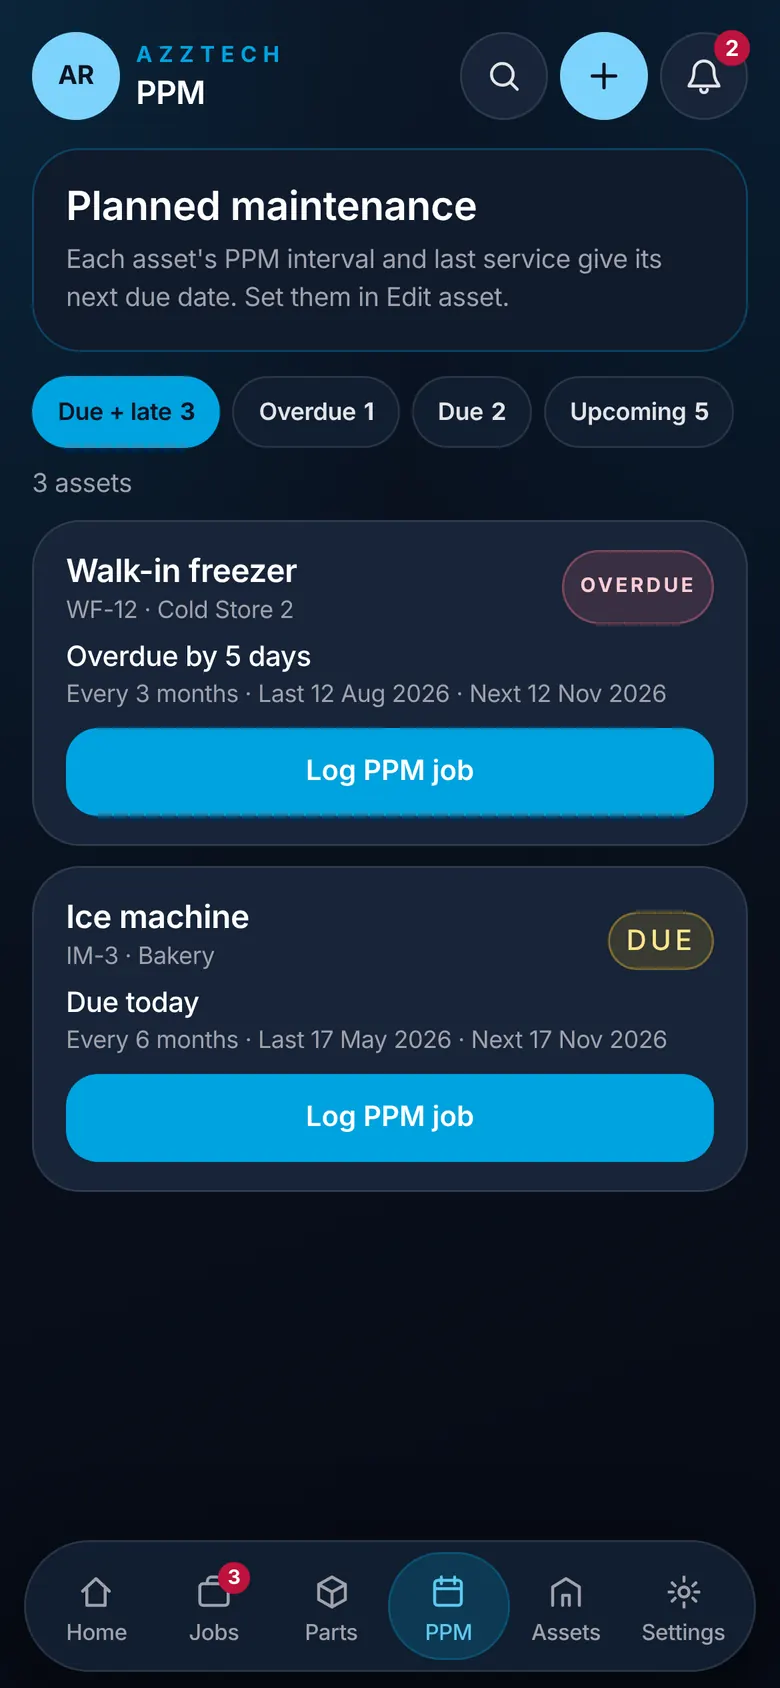 AR
AZZTECH
PPM
2
Planned maintenance
Each asset's PPM interval and last service give its
next due date. Set them in Edit asset.
Due + late 3
Overdue 1
Due 2
Upcoming 5
3 assets
Walk-in freezer
OVERDUE
WF-12 · Cold Store 2
Overdue by 5 days
Every 3 months · Last 12 Aug 2026 · Next 12 Nov 2026
Log PPM job
Ice machine
DUE
IM-3 · Bakery
Due today
Every 6 months · Last 17 May 2026 · Next 17 Nov 2026
Log PPM job
3
Home
Jobs
Parts
PPM
Assets
Settings